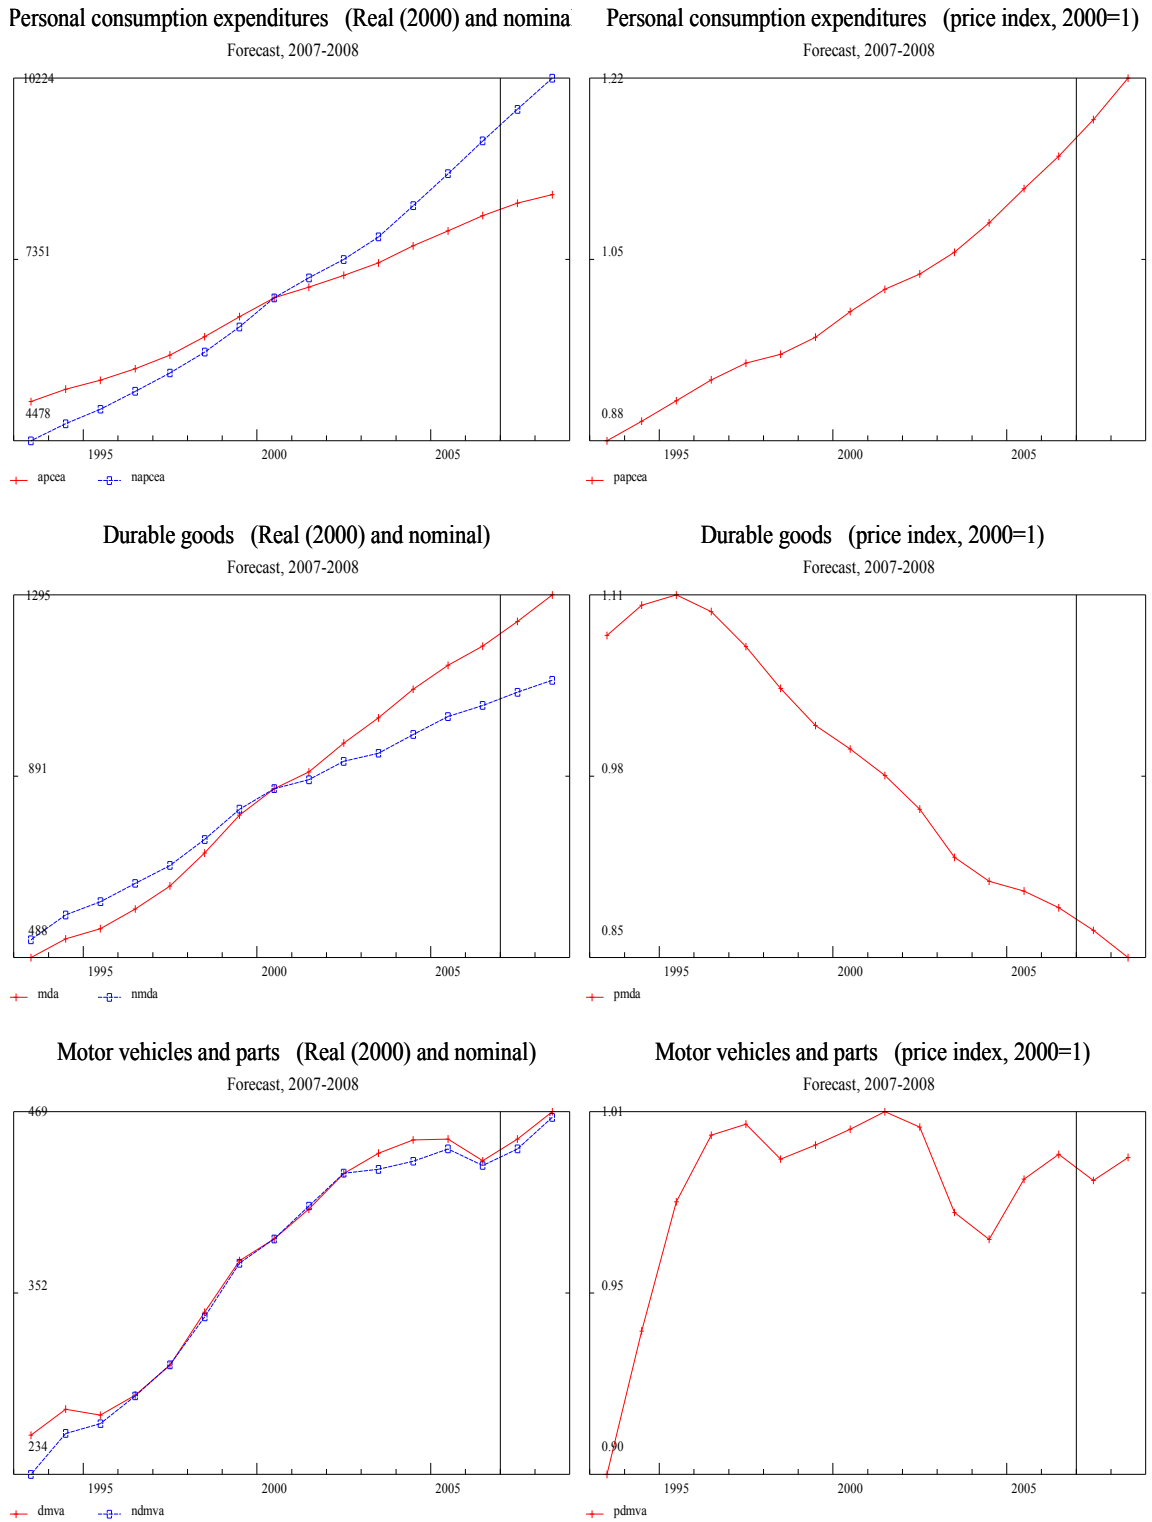 Personal consumption expenditures (Real (2000) and nomina
Forecast, 2007-2008
10224
7351
4478
1995 2000 2005
apcea napcea
Personal consumption expenditures (price index, 2000=1)
Forecast, 2007-2008
1.22
1.05
0.88
1995 2000 2005
papcea
Durable goods (Real (2000) and nominal)
Forecast, 2007-2008
1295
891
488
1995 2000 2005
mda nmda
Durable goods (price index, 2000=1)
Forecast, 2007-2008
1.11
0.98
0.85
1995 2000 2005
pmda
Motor vehicles and parts (Real (2000) and nominal)
Forecast, 2007-2008
469
352
234
1995 2000 2005
dmva ndmva
Motor vehicles and parts (price index, 2000=1)
Forecast, 2007-2008
1.01
0.95
0.90
1995 2000 2005
pdmva